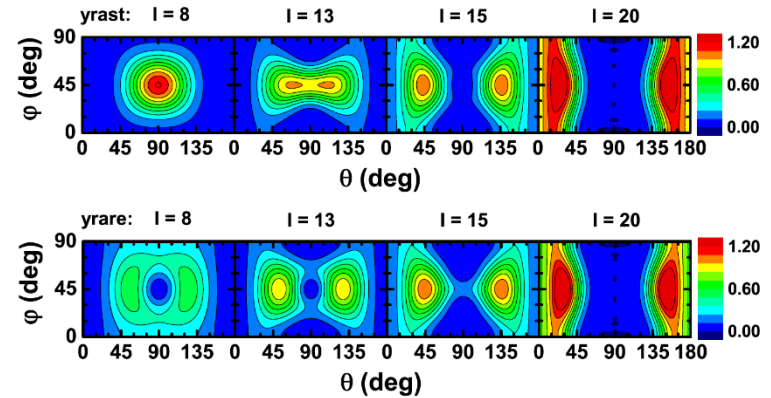 yrast: I = 8 I = 13 I = 15 I = 20
90
45
0
φ (deg)
1.20
0.60
0.00
0 45 90 135 0 45 90 135 0 45 90 135 0 45 90 135 180
θ (deg)
yrare: I = 8 I = 13 I = 15 I = 20
90
45
0
φ (deg)
1.20
0.60
0.00
0 45 90 135 0 45 90 135 0 45 90 135 0 45 90 135 180
θ (deg)